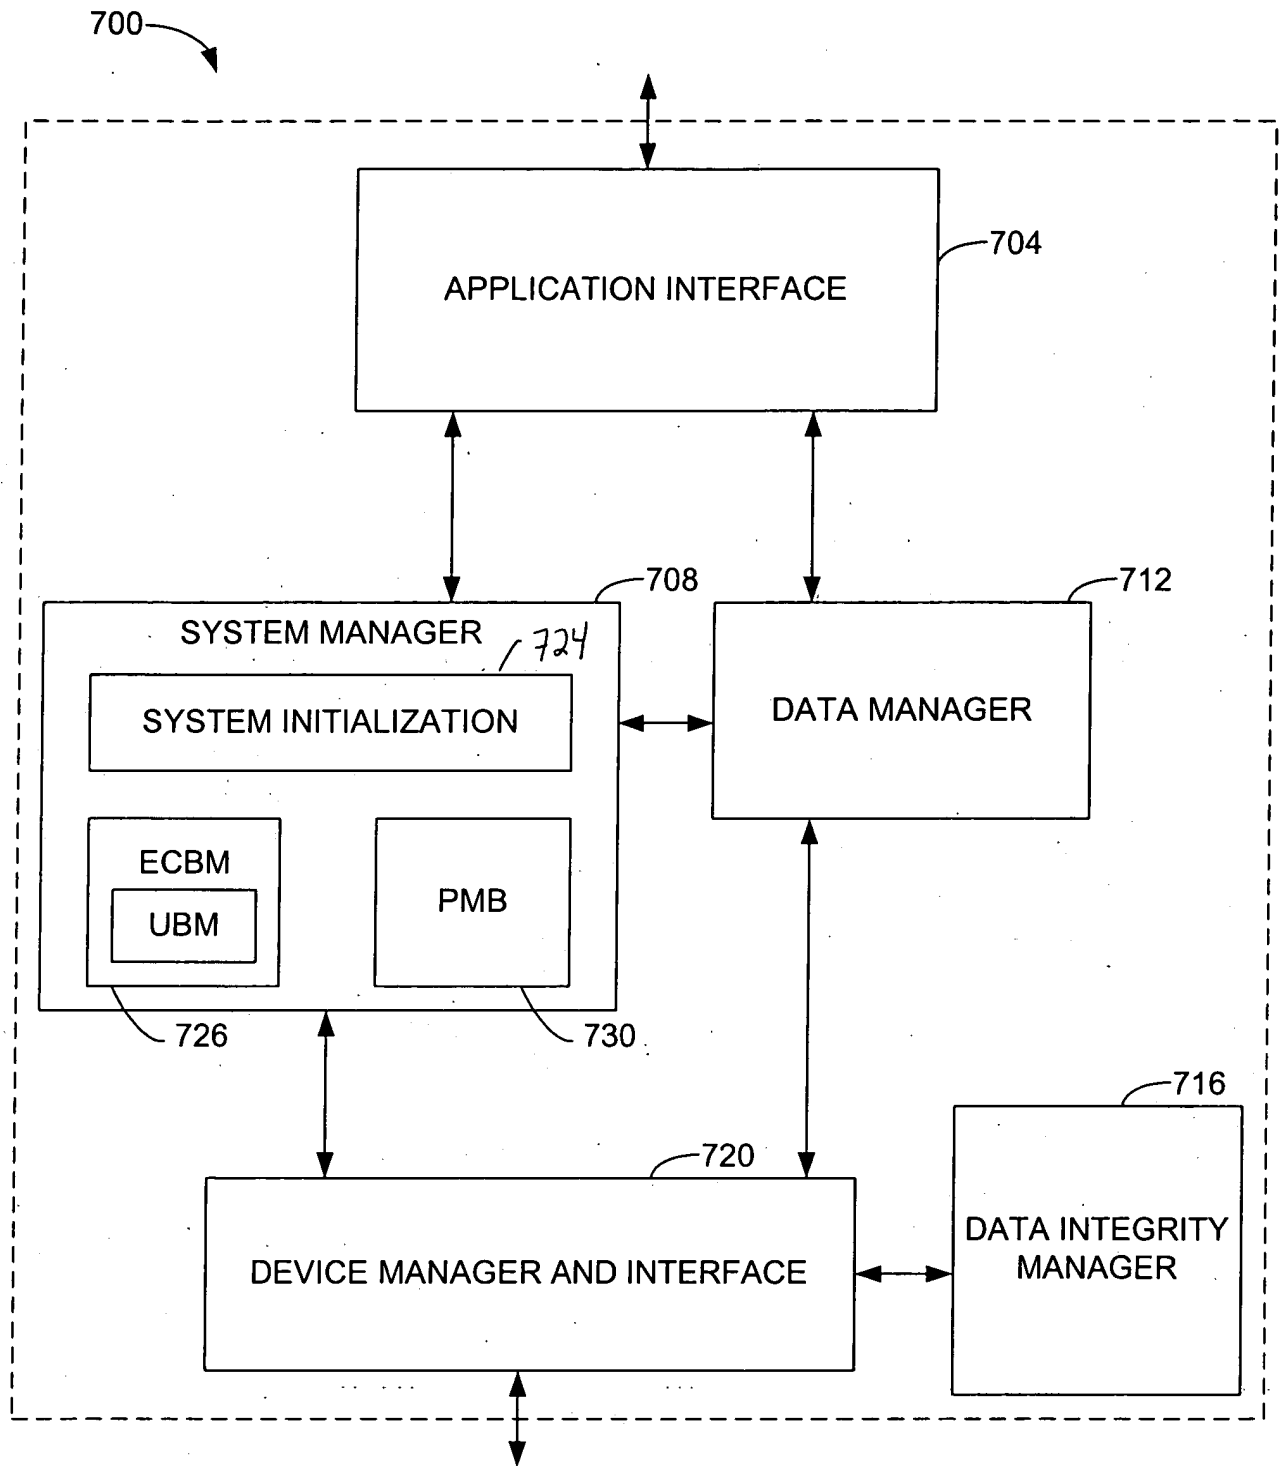 700
704
APPLICATION INTERFACE
708
712
SYSTEM MANAGER
724
SYSTEM INITIALIZATION
DATA MANAGER
ECBM
UBM
PMB
726
730
716
720
DATA INTEGRITY
MANAGER
DEVICE MANAGER AND INTERFACE